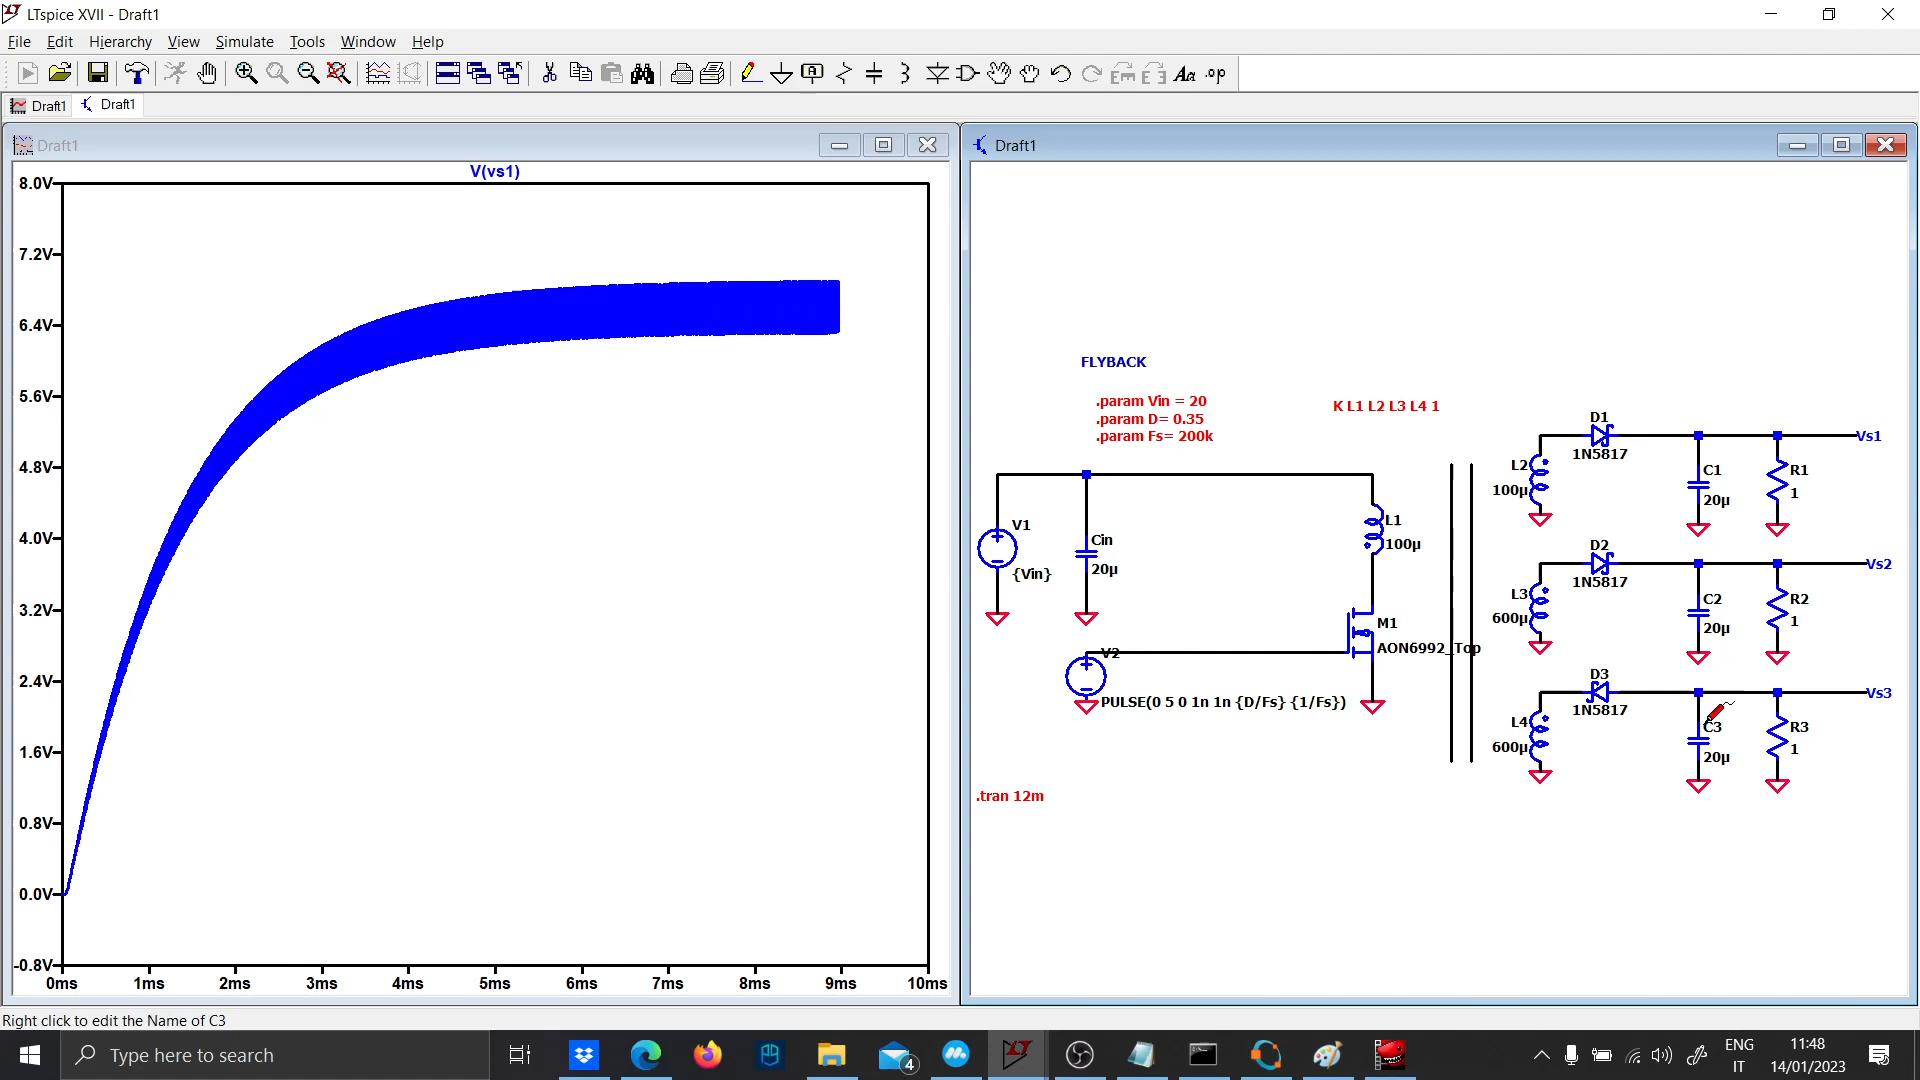 LTspice XVII - Draft1
File Edit Hierarchy View Simulate Tools Window Help
.op
Draft1 Draft1
Draft1
V(vs1)
8.0V
7.2V
6.4V
5.6V
4.8V
4.0V
3.2V
2.4V
1.6V
0.8V
0.0V
-0.8V
0ms 1ms 2ms 3ms 4ms 5ms 6ms 7ms 8ms 9ms 10ms
Draft1
FLYBACK
.param Vin = 20
.param D= 0.35
.param Fs= 200k
K L1 L2 L3 L4 1
V1
{Vin}
Cin
20µ
L1
100µ
M1
AON6992_Top
V2
PULSE(0 5 0 1n 1n {D/Fs} {1/Fs})
.tran 12m
D1
1N5817
L2
100µ
C1
20µ
R1
1
Vs1
D2
1N5817
L3
600µ
C2
20µ
R2
1
Vs2
D3
1N5817
L4
600µ
C3
20µ
R3
1
Vs3
Right click to edit the Name of C3
Type here to search
4
ENG
IT
11:48
14/01/2023